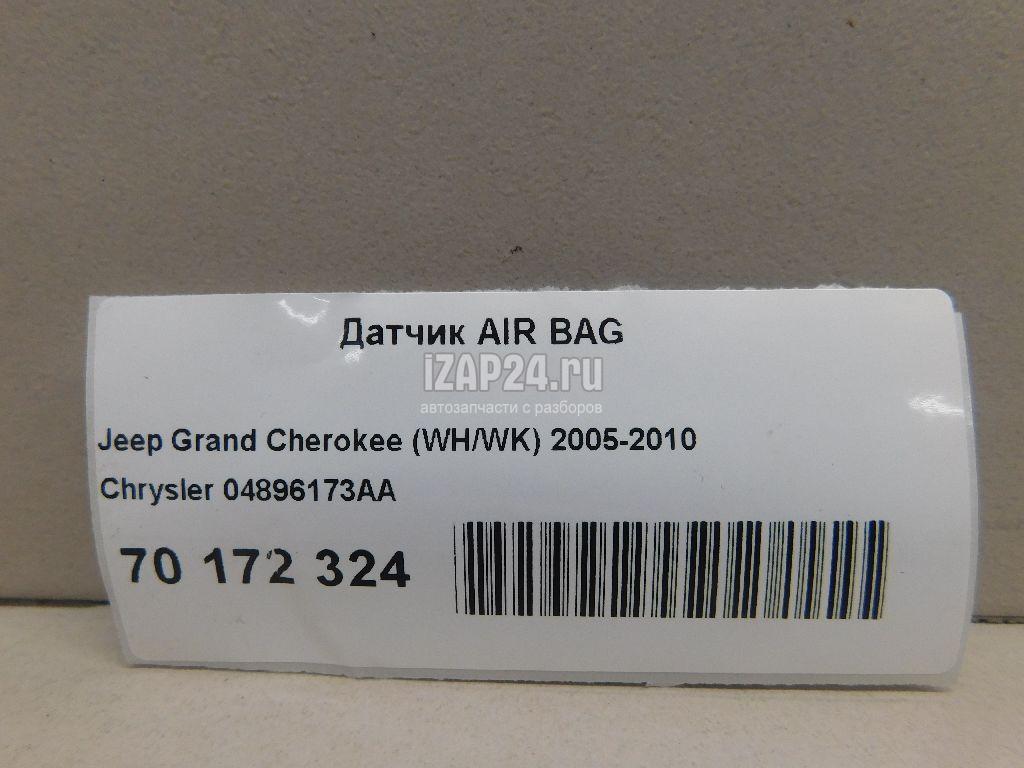 Датчик AIR BAG
iZAP24.ru
автозапчасти с разборов
Jeep Grand Cherokee (WH/WK) 2005-2010
Chrysler 04896173AA
70 172 324